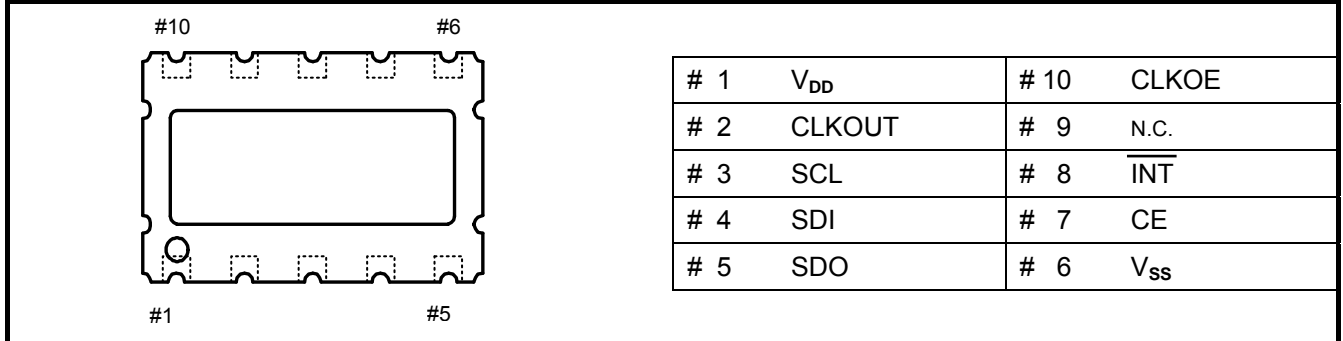 #10 #6
#1 #5
# 1 VDD # 10 CLKOE
# 2 CLKOUT # 9 N.C.
# 3 SCL # 8 I̅N̅T̅
# 4 SDI # 7 CE
# 5 SDO # 6 VSS